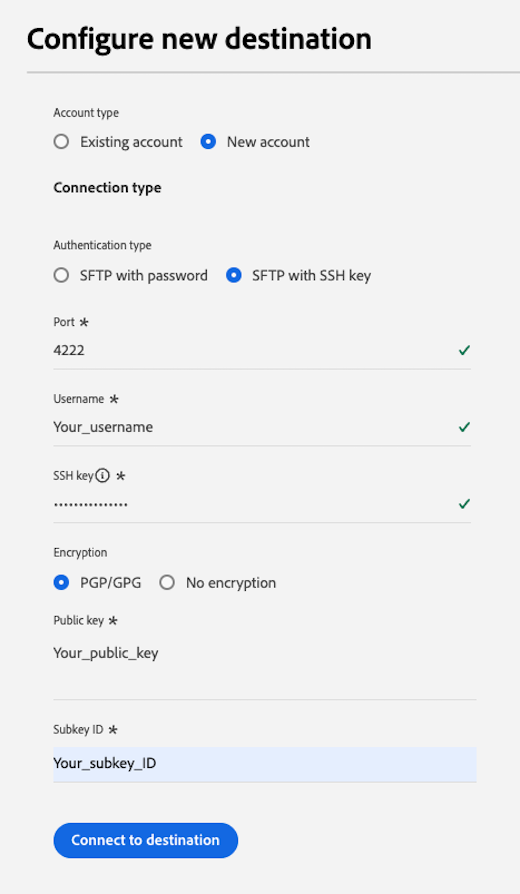 Configure new destination
Account type
Existing account New account
Connection type
Authentication type
SFTP with password SFTP with SSH key
Port *
4222
Username *
Your_username
SSH key *
•••••••••••••••
Encryption
PGP/GPG No encryption
Public key *
Your_public_key
Subkey ID *
Your_subkey_ID
Connect to destination